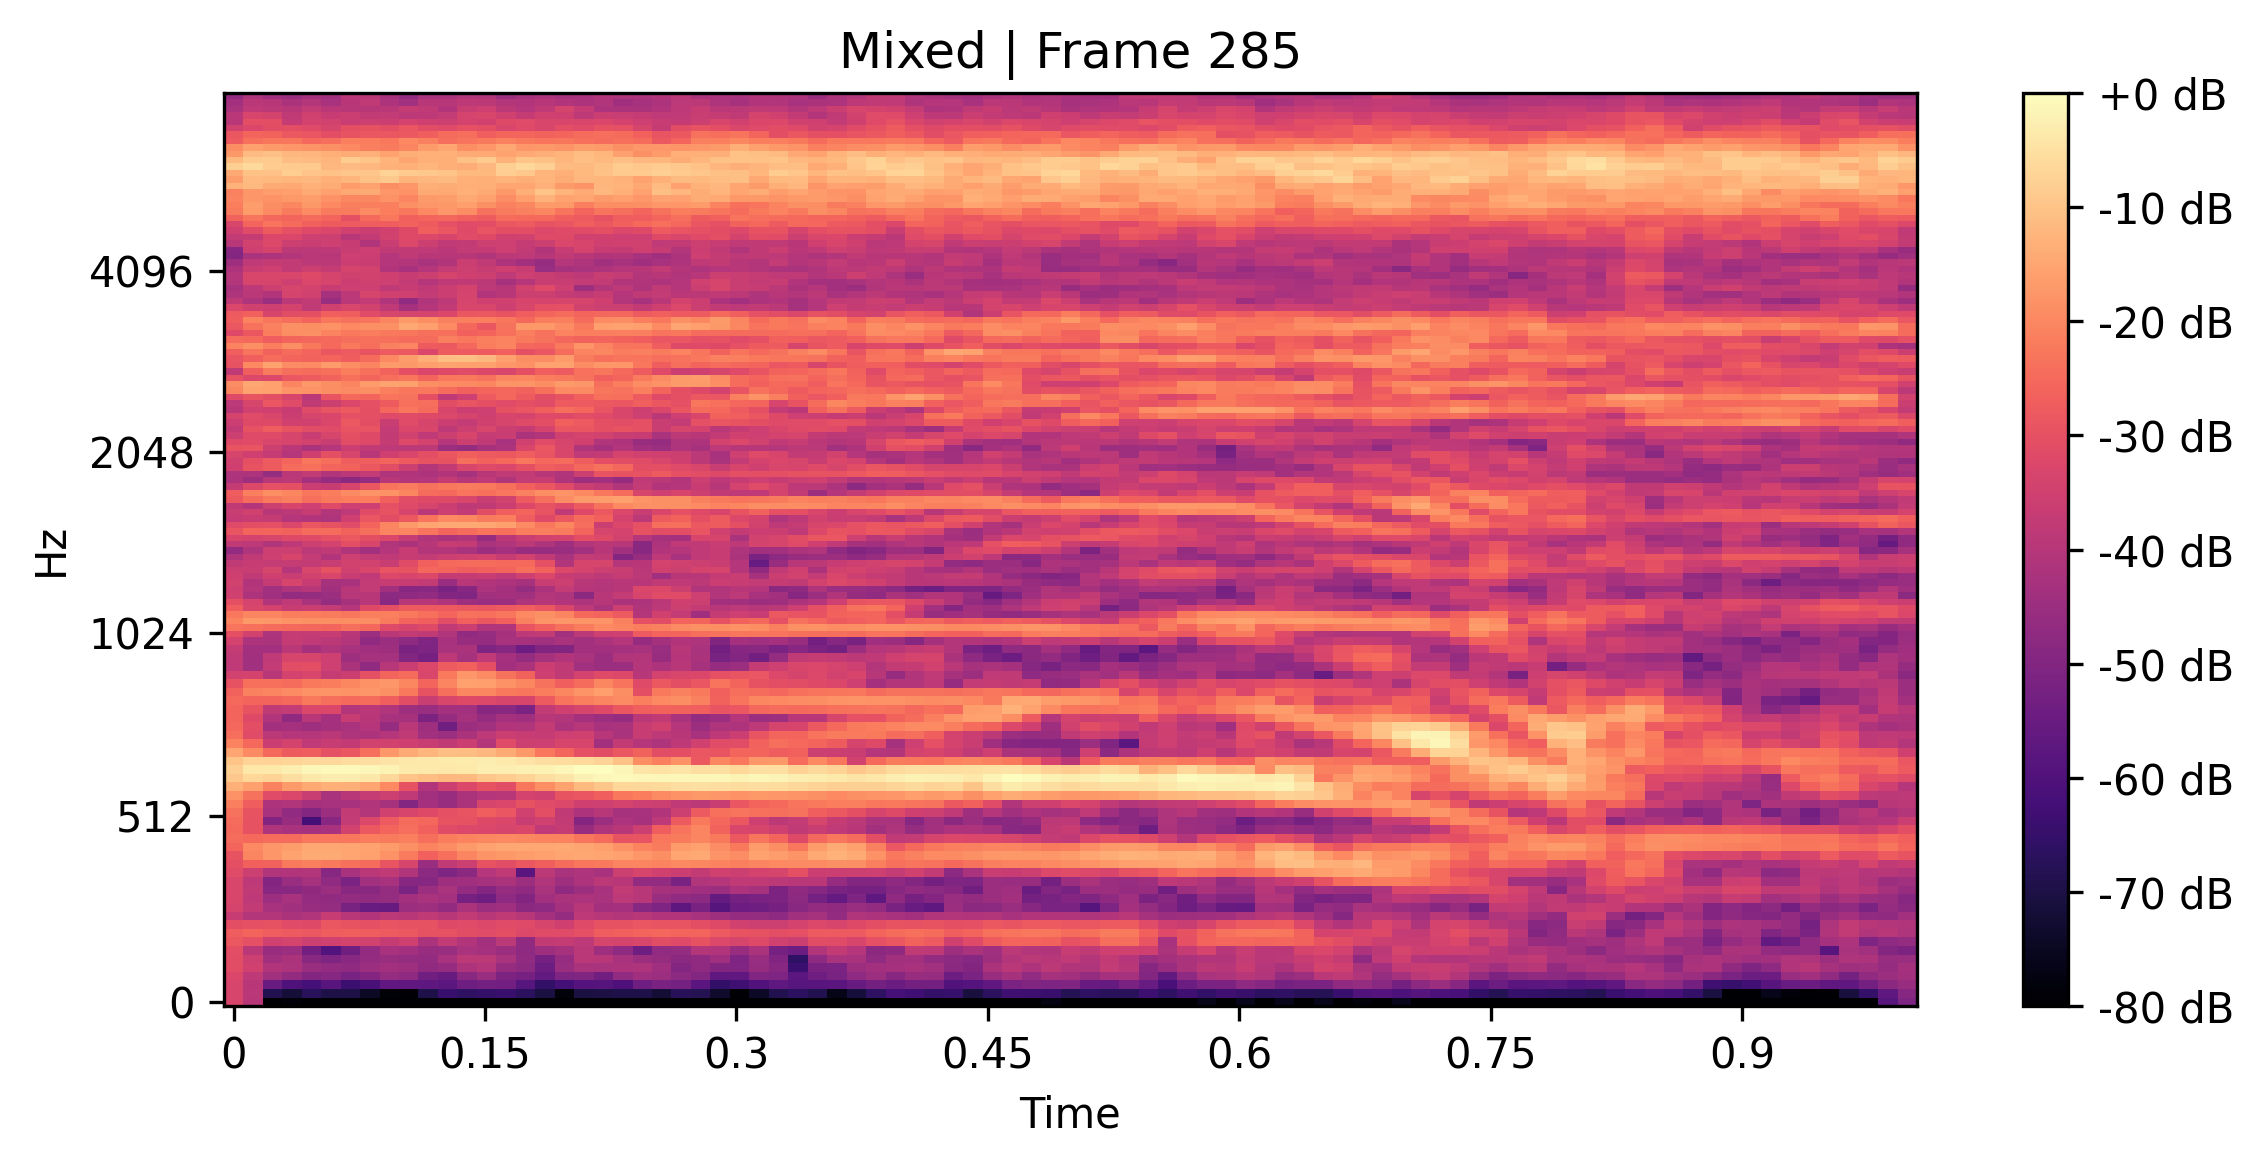 Mixed | Frame 285
+0 dB
-10 dB
-20 dB
-30 dB
-40 dB
-50 dB
-60 dB
-70 dB
-80 dB
Hz
4096
2048
1024
512
0
0 0.15 0.3 0.45 0.6 0.75 0.9
Time